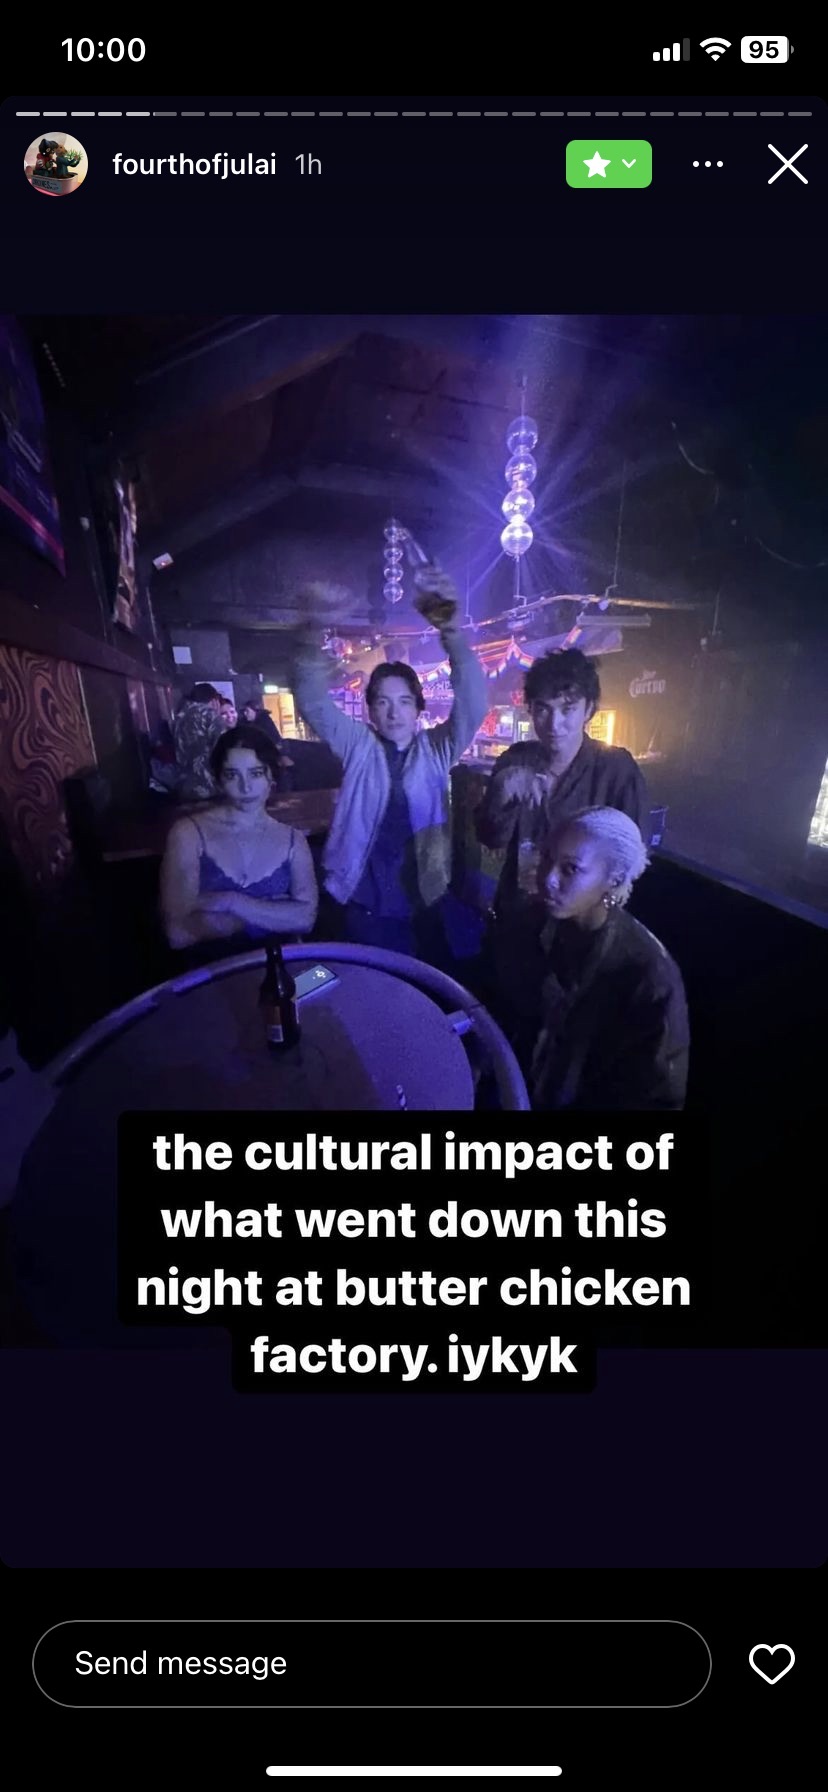 10:00
95
fourthofjulai 1h
Cuervo
the cultural impact of
what went down this
night at butter chicken
factory. iykyk
Send message